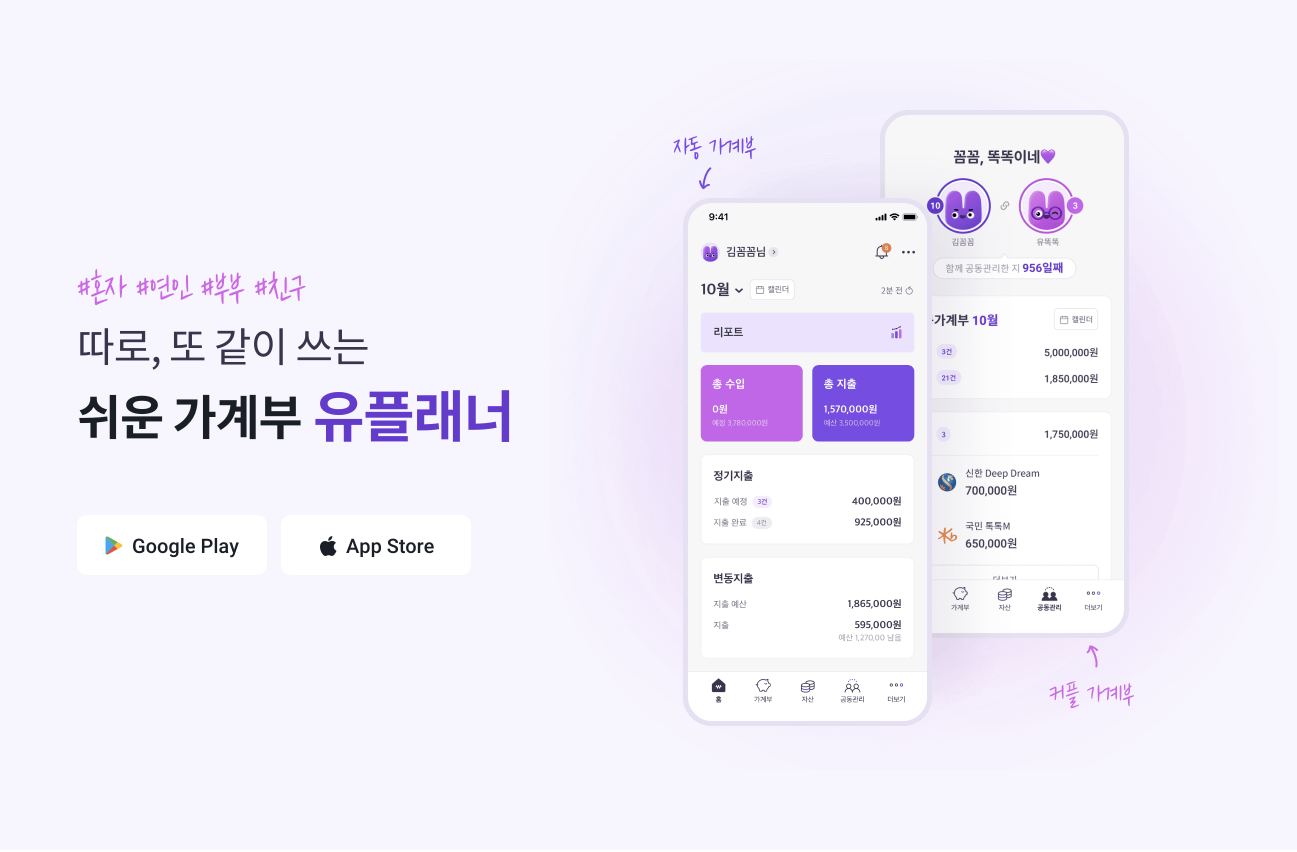 #혼자 #연인 #부부 #친구
따로, 또 같이 쓰는
쉬운 가계부 유플래너
Google Play
App Store
자동 가계부
9:41
김꼼꼼님
8
10월
캘린더
2분 전
리포트
총 수입
0원
예정 3,780,000원
총 지출
1,570,000원
예산 3,500,000원
정기지출
지출 예정 3건 400,000원
지출 완료 4건 925,000원
변동지출
지출 예산 1,865,000원
지출 595,000원
예산 1,270,00 남음
홈 가계부 자산 공동관리 더보기
꼼꼼, 똑똑이네💜
10
3
김꼼꼼
유똑똑
함께 공동관리한 지 956일째
가계부 10월
캘린더
3건 5,000,000원
21건 1,850,000원
3 1,750,000원
신한 Deep Dream
700,000원
국민 톡톡M
650,000원
더보기
가계부 자산 공동관리 더보기
커플 가계부